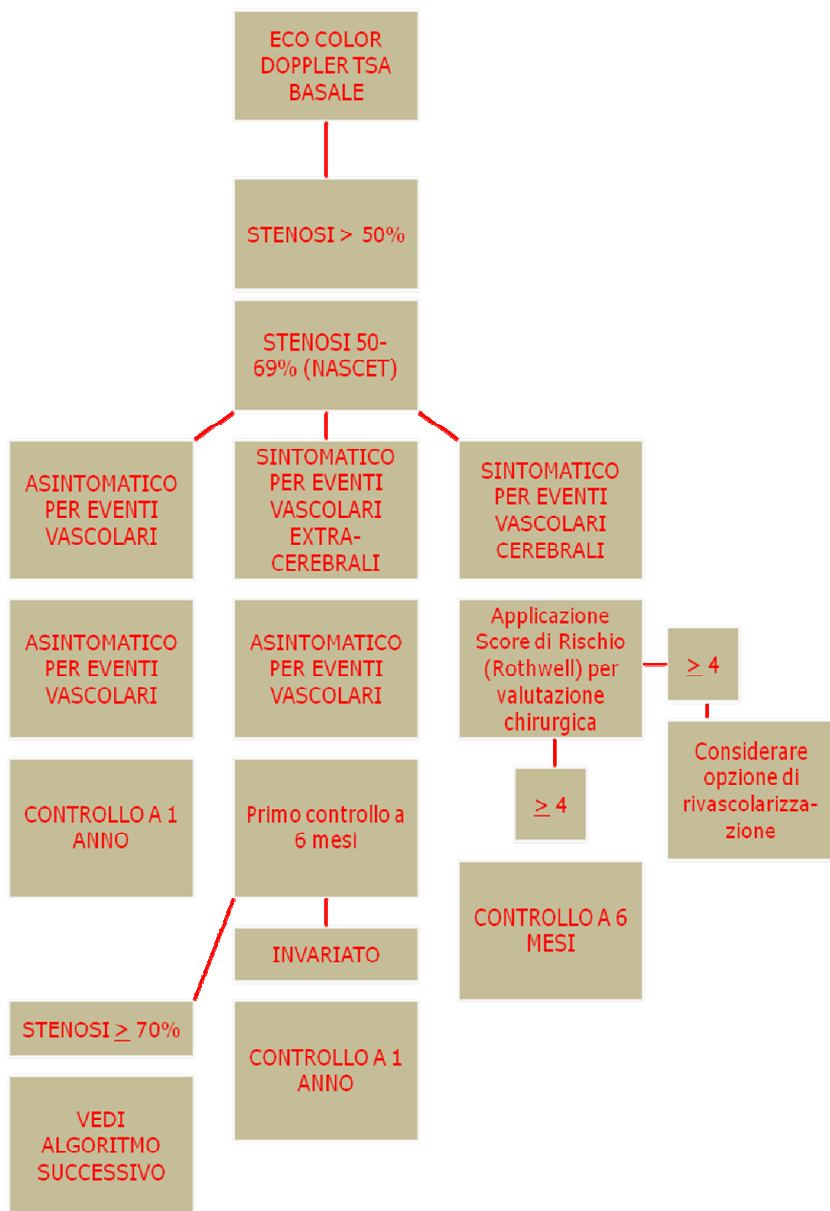 ECO COLOR
DOPPLER TSA
BASALE
STENOSI > 50%
STENOSI 50-
69% (NASCET)
ASINTOMATICO
PER EVENTI
VASCOLARI
SINTOMATICO
PER EVENTI
VASCOLARI
EXTRA-
CEREBRALI
SINTOMATICO
PER EVENTI
VASCOLARI
CEREBRALI
ASINTOMATICO
PER EVENTI
VASCOLARI
ASINTOMATICO
PER EVENTI
VASCOLARI
Applicazione
Score di Rischio
(Rothwell) per
valutazione
chirurgica
≥ 4
Considerare
opzione di
rivascolarizza-
zione
CONTROLLO A 1
ANNO
Primo controllo a
6 mesi
≥ 4
CONTROLLO A 6
MESI
INVARIATO
STENOSI ≥ 70%
CONTROLLO A 1
ANNO
VEDI
ALGORITMO
SUCCESSIVO